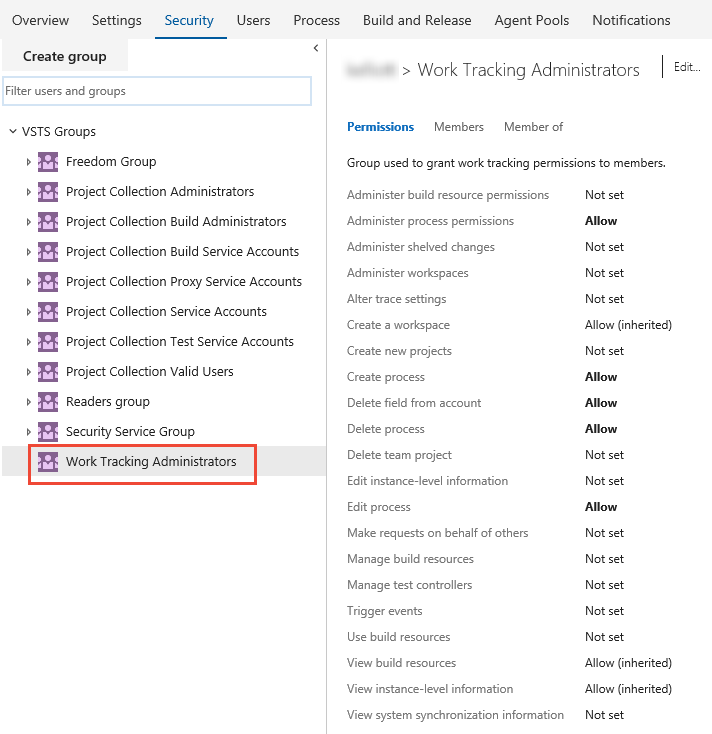 Overview Settings Security Users Process Build and Release Agent Pools Notifications
Create group
Filter users and groups
VSTS Groups
Freedom Group
Project Collection Administrators
Project Collection Build Administrators
Project Collection Build Service Accounts
Project Collection Proxy Service Accounts
Project Collection Service Accounts
Project Collection Test Service Accounts
Project Collection Valid Users
Readers group
Security Service Group
Work Tracking Administrators
> Work Tracking Administrators Edit...
Permissions Members Member of
Group used to grant work tracking permissions to members.
Administer build resource permissions Not set
Administer process permissions Allow
Administer shelved changes Not set
Administer workspaces Not set
Alter trace settings Not set
Create a workspace Allow (inherited)
Create new projects Not set
Create process Allow
Delete field from account Allow
Delete process Allow
Delete team project Not set
Edit instance-level information Not set
Edit process Allow
Make requests on behalf of others Not set
Manage build resources Not set
Manage test controllers Not set
Trigger events Not set
Use build resources Not set
View build resources Allow (inherited)
View instance-level information Allow (inherited)
View system synchronization information Not set